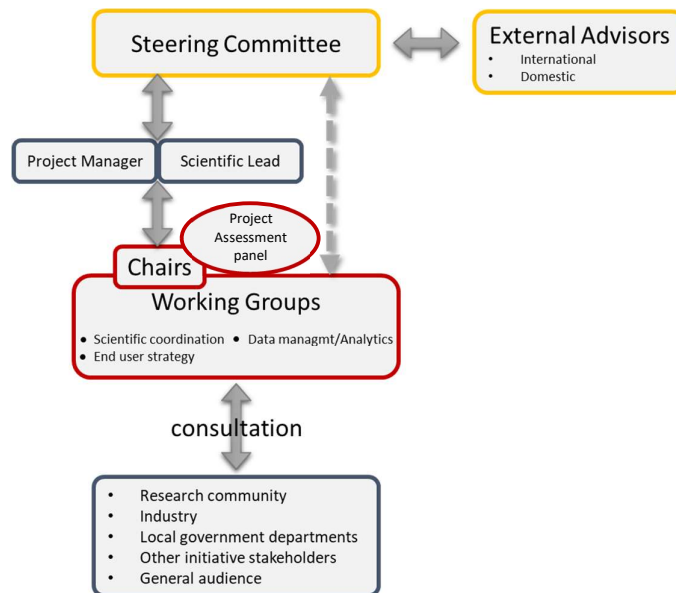 Steering Committee
External Advisors
• International
• Domestic
Project Manager
Scientific Lead
Project
Assessment
panel
Chairs
Working Groups
• Scientific coordination • Data managmt/Analytics
• End user strategy
consultation
• Research community
• Industry
• Local government departments
• Other initiative stakeholders
• General audience